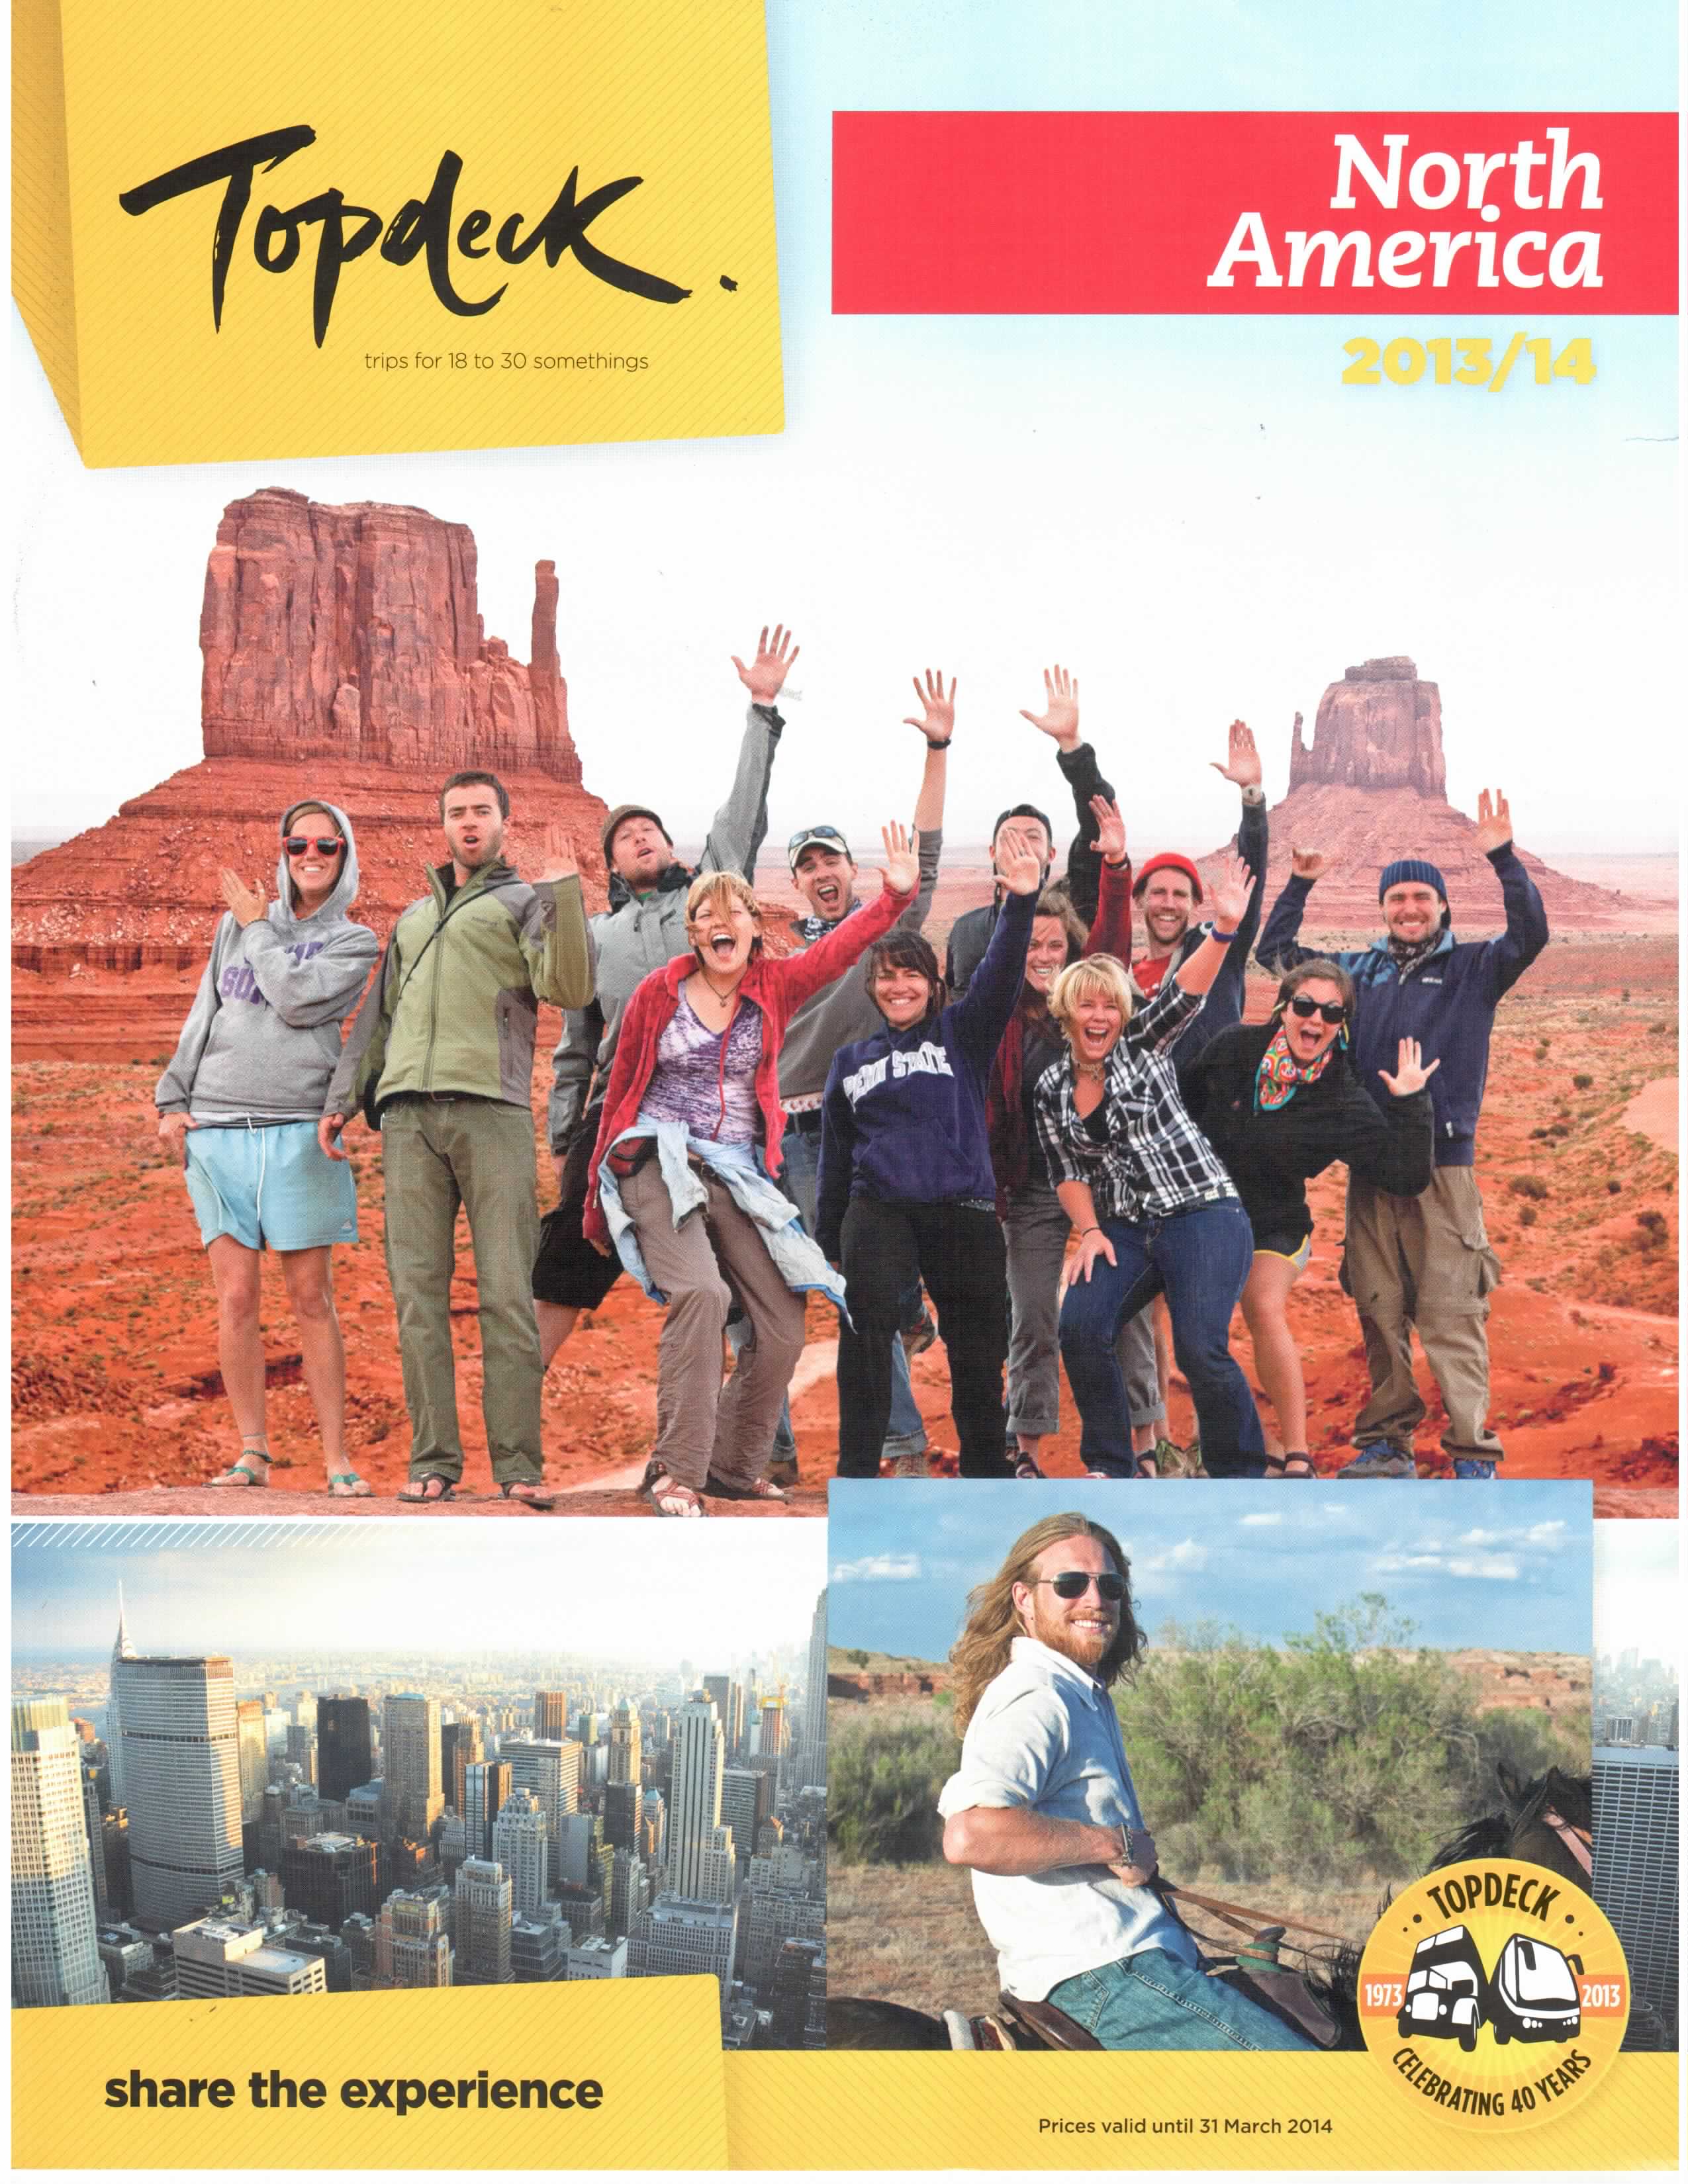 Topdeck.
trips for 18 to 30 somethings
North
America
2013/14
PENN STATE
share the experience
Prices valid until 31 March 2014
TOPDECK
1973
2013
CELEBRATING 40 YEARS